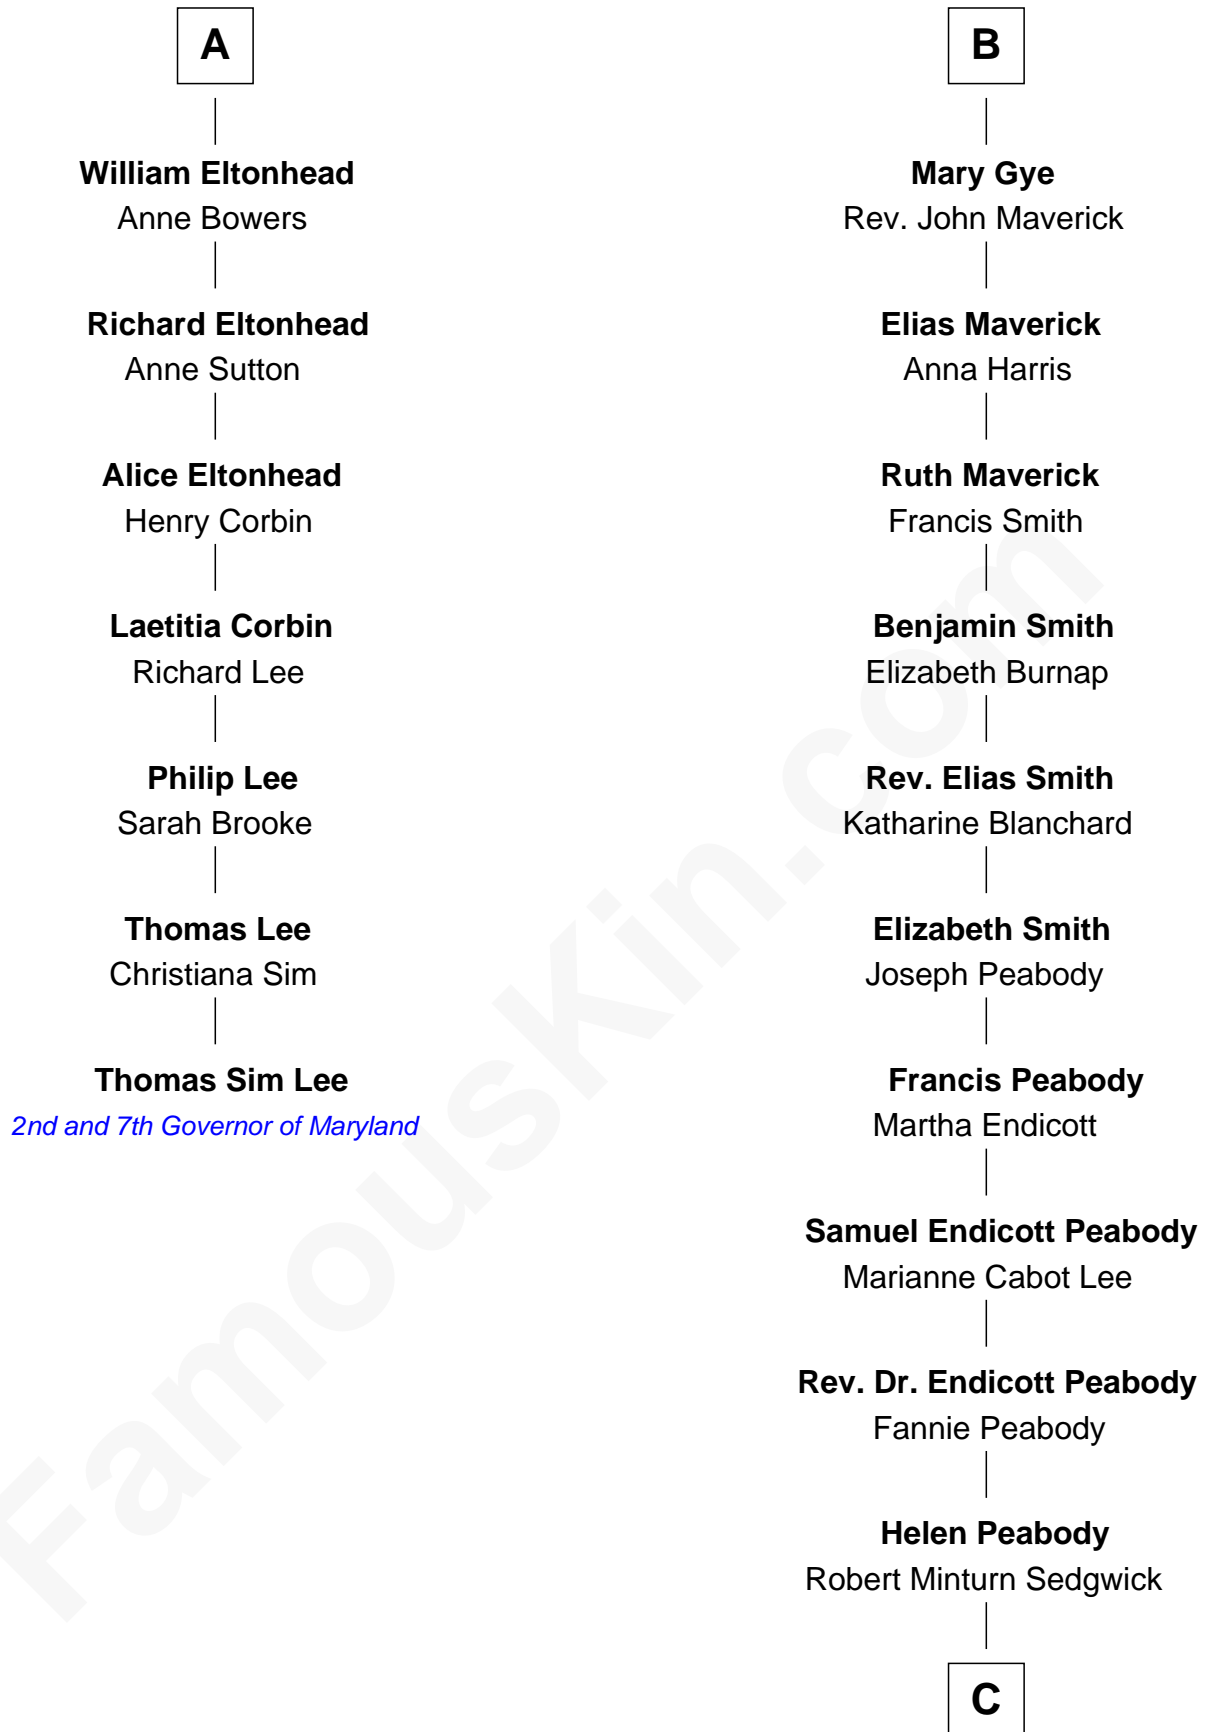 A
William Eltonhead
Anne Bowers
Richard Eltonhead
Anne Sutton
Alice Eltonhead
Henry Corbin
Laetitia Corbin
Richard Lee
Philip Lee
Sarah Brooke
Thomas Lee
Christiana Sim
Thomas Sim Lee
2nd and 7th Governor of Maryland
B
Mary Gye
Rev. John Maverick
Elias Maverick
Anna Harris
Ruth Maverick
Francis Smith
Benjamin Smith
Elizabeth Burnap
Rev. Elias Smith
Katharine Blanchard
Elizabeth Smith
Joseph Peabody
Francis Peabody
Martha Endicott
Samuel Endicott Peabody
Marianne Cabot Lee
Rev. Dr. Endicott Peabody
Fannie Peabody
Helen Peabody
Robert Minturn Sedgwick
C
FamousKin.com